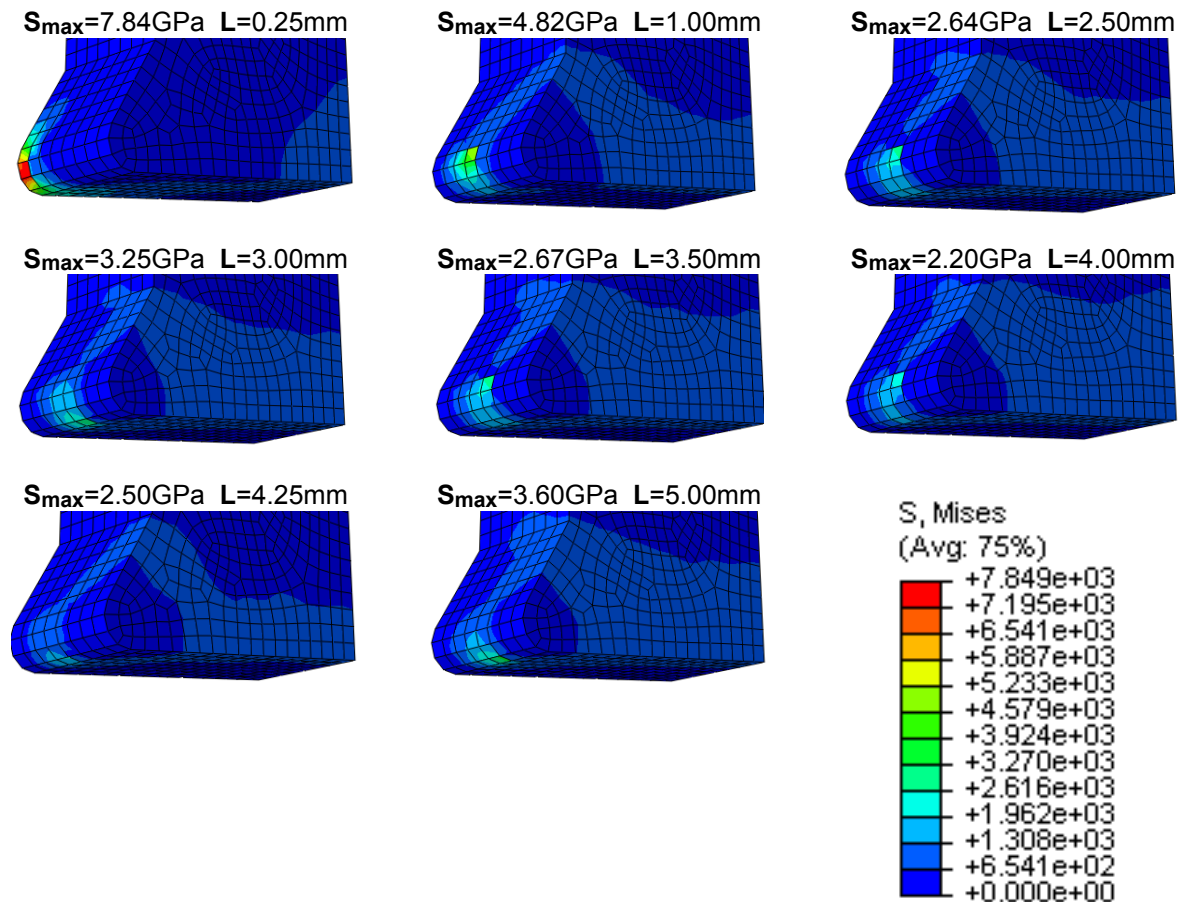 Smax=7.84GPa L=0.25mm
Smax=4.82GPa L=1.00mm
Smax=2.64GPa L=2.50mm
Smax=3.25GPa L=3.00mm
Smax=2.67GPa L=3.50mm
Smax=2.20GPa L=4.00mm
Smax=2.50GPa L=4.25mm
Smax=3.60GPa L=5.00mm
S, Mises
(Avg: 75%)
+7.849e+03
+7.195e+03
+6.541e+03
+5.887e+03
+5.233e+03
+4.579e+03
+3.924e+03
+3.270e+03
+2.616e+03
+1.962e+03
+1.308e+03
+6.541e+02
+0.000e+00